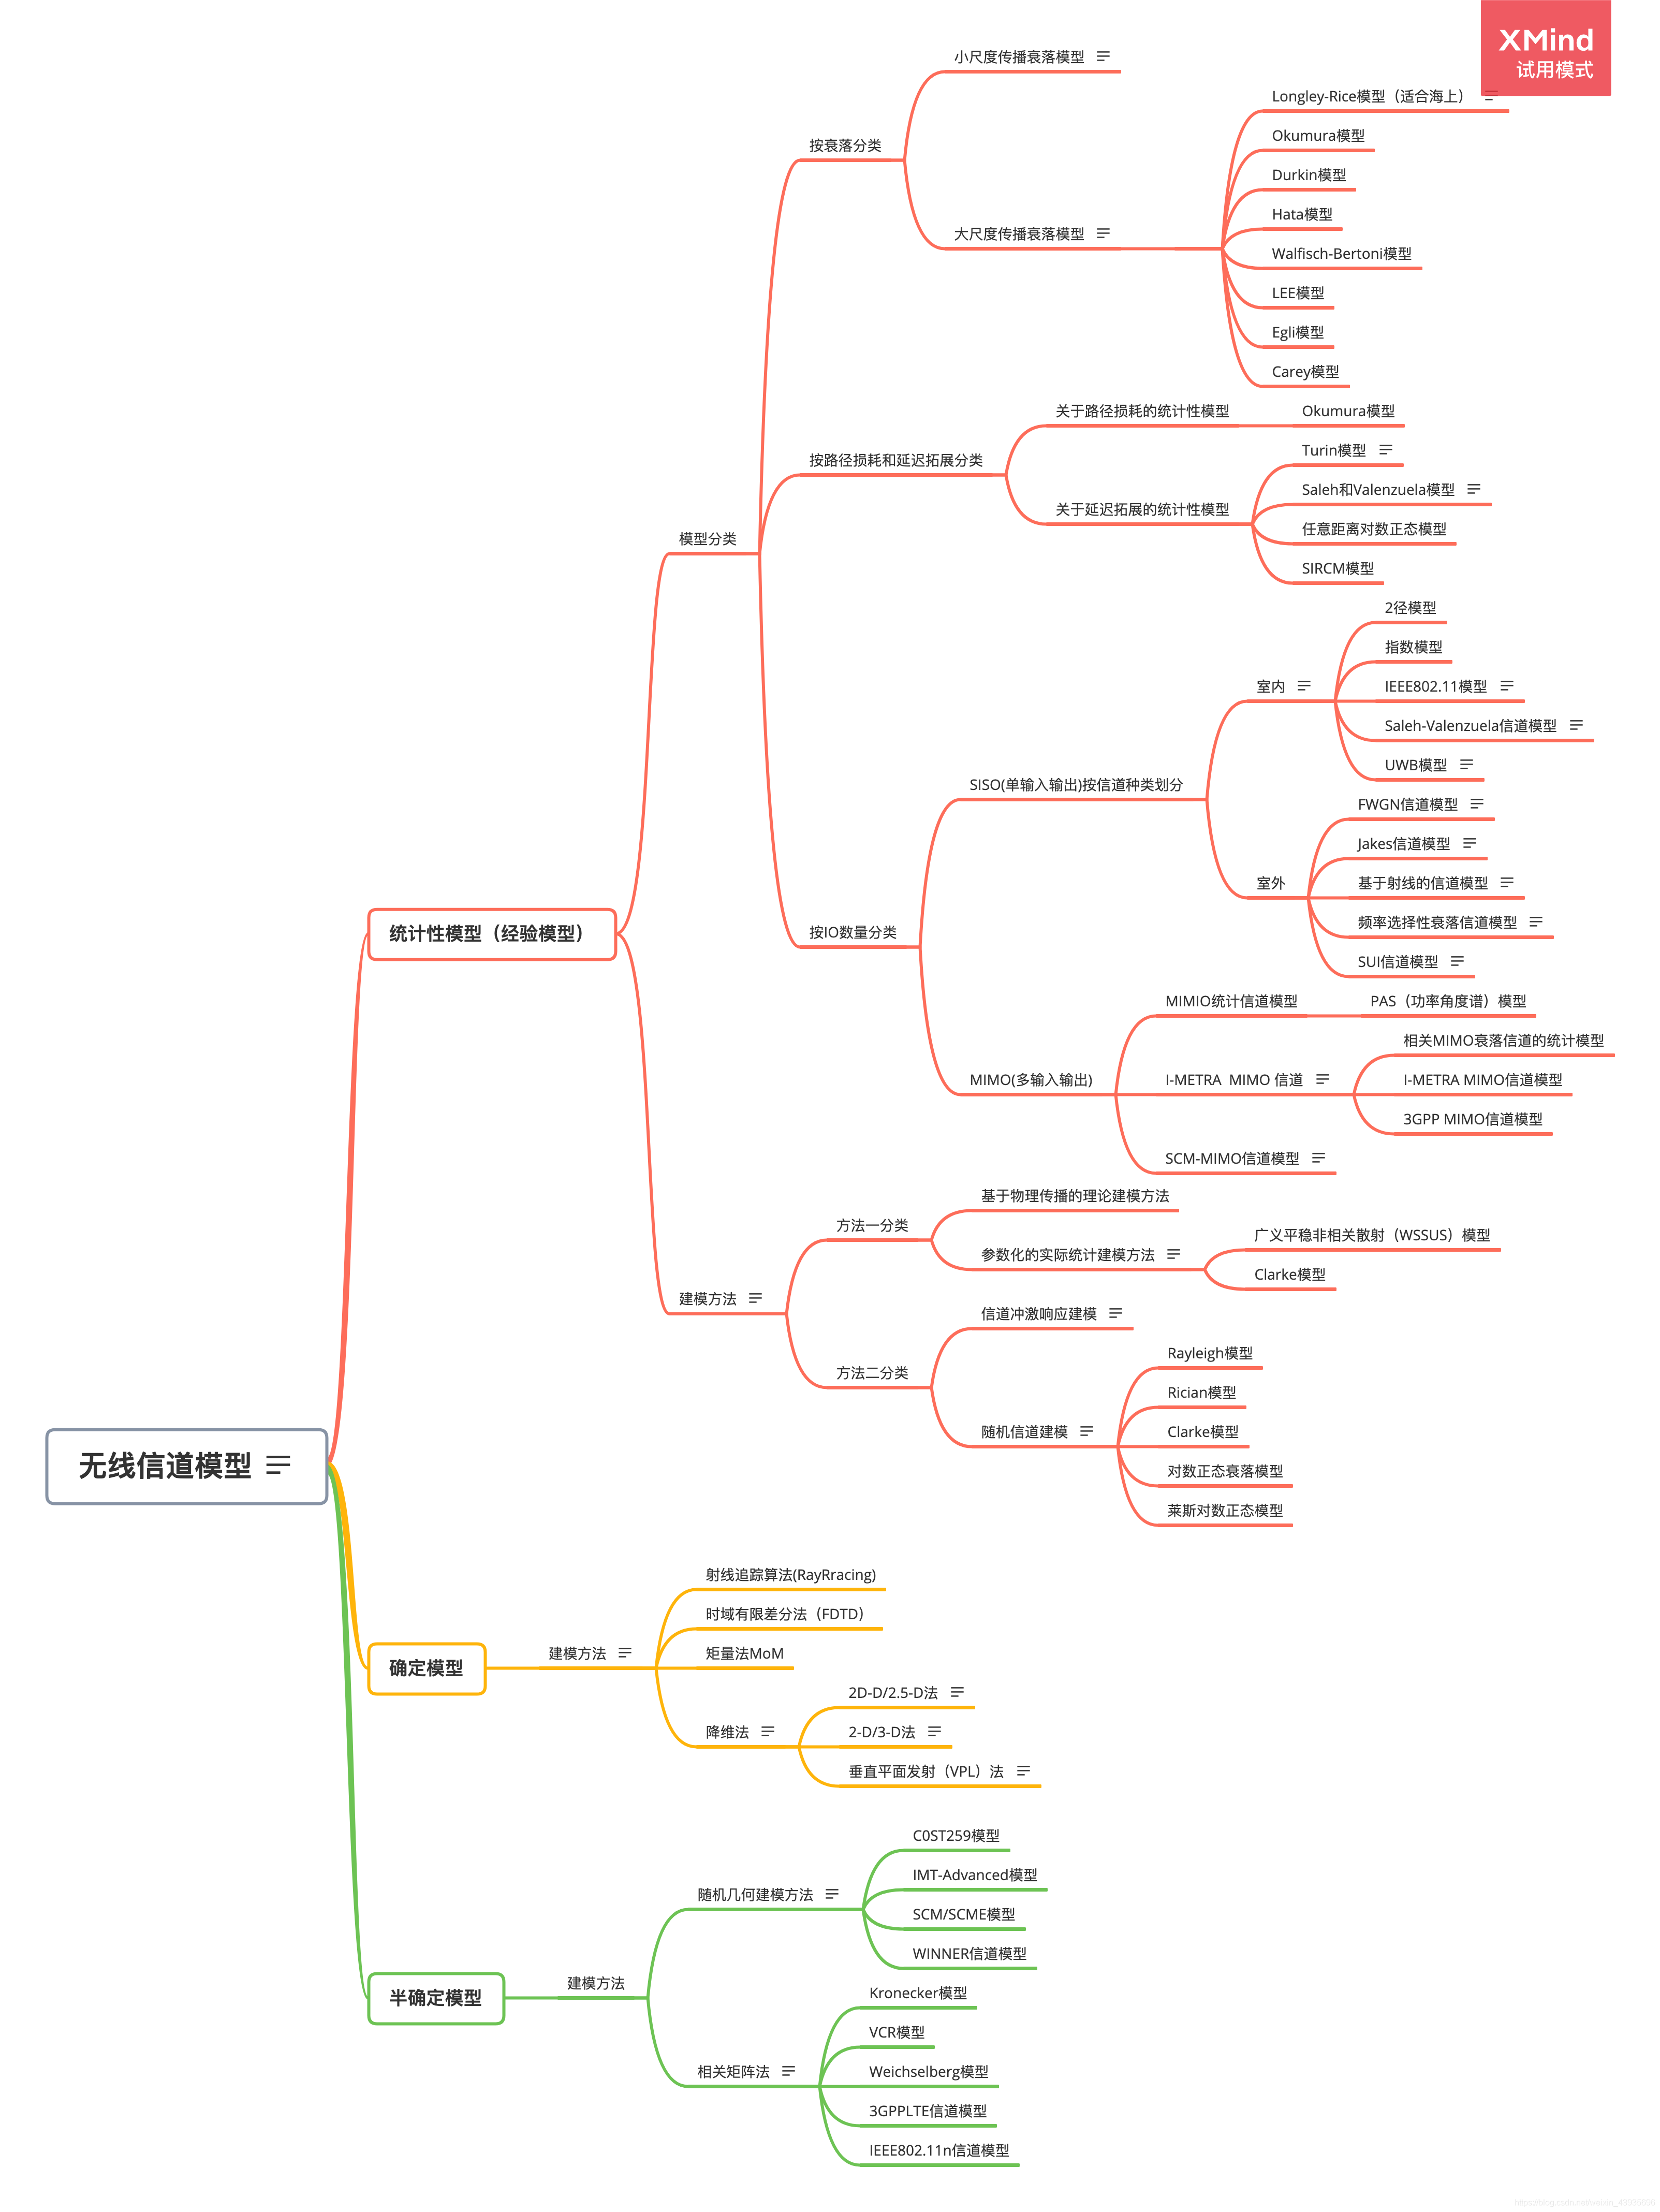 XMind
试用模式
无线信道模型
统计性模型（经验模型）
模型分类
按衰落分类
小尺度传播衰落模型
大尺度传播衰落模型
Longley-Rice模型（适合海上）
Okumura模型
Durkin模型
Hata模型
Walfisch-Bertoni模型
LEE模型
Egli模型
Carey模型
按路径损耗和延迟拓展分类
关于路径损耗的统计性模型
Okumura模型
关于延迟拓展的统计性模型
Turin模型
Saleh和Valenzuela模型
任意距离对数正态模型
SIRCM模型
按IO数量分类
SISO(单输入输出)按信道种类划分
室内
2径模型
指数模型
IEEE802.11模型
Saleh-Valenzuela信道模型
UWB模型
室外
FWGN信道模型
Jakes信道模型
基于射线的信道模型
频率选择性衰落信道模型
SUI信道模型
MIMO(多输入输出)
MIMIO统计信道模型
PAS（功率角度谱）模型
I-METRA  MIMO 信道
相关MIMO衰落信道的统计模型
I-METRA MIMO信道模型
3GPP MIMO信道模型
SCM-MIMO信道模型
建模方法
方法一分类
基于物理传播的理论建模方法
参数化的实际统计建模方法
广义平稳非相关散射（WSSUS）模型
Clarke模型
方法二分类
信道冲激响应建模
随机信道建模
Rayleigh模型
Rician模型
Clarke模型
对数正态衰落模型
莱斯对数正态模型
确定模型
建模方法
射线追踪算法(RayRracing)
时域有限差分法（FDTD）
矩量法MoM
降维法
2D-D/2.5-D法
2-D/3-D法
垂直平面发射（VPL）法
半确定模型
建模方法
随机几何建模方法
C0ST259模型
IMT-Advanced模型
SCM/SCME模型
WINNER信道模型
相关矩阵法
Kronecker模型
VCR模型
Weichselberg模型
3GPPLTE信道模型
IEEE802.11n信道模型